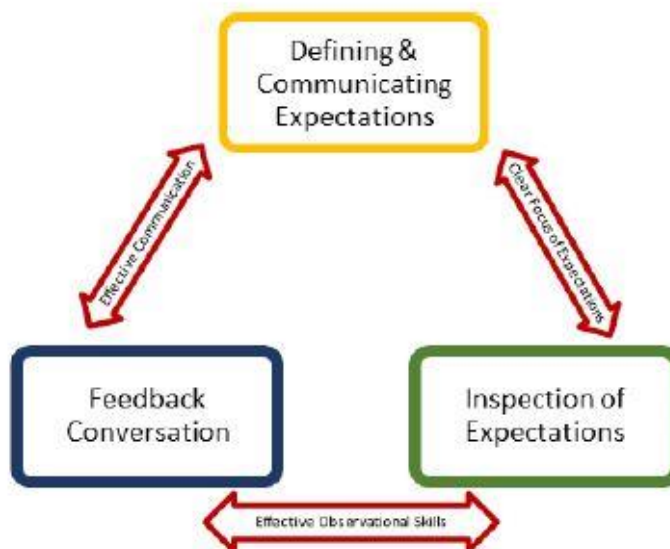 Defining &
Communicating
Expectations
Effective Communication
Clear Focus of Expectations
Feedback
Conversation
Inspection of
Expectations
Effective Observational Skills